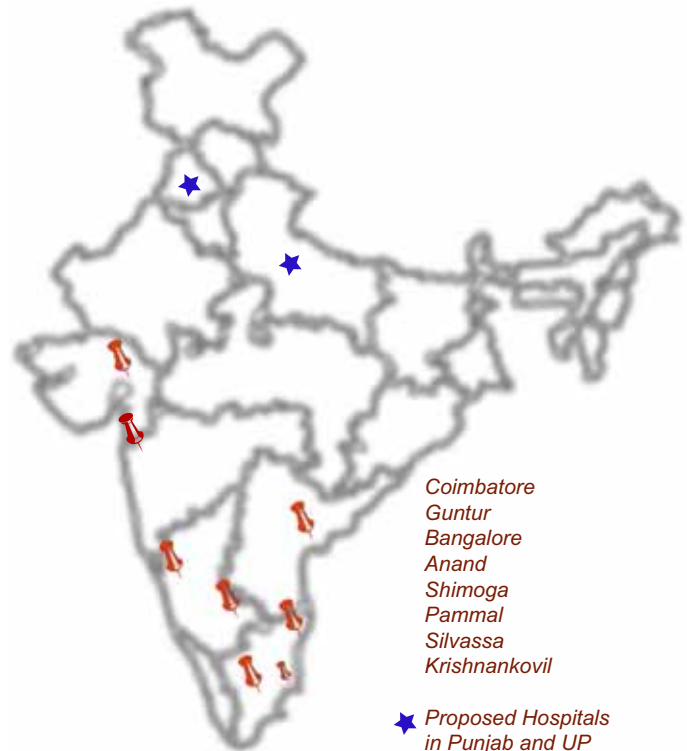 Coimbatore
Guntur
Bangalore
Anand
Shimoga
Pammal
Silvassa
Krishnankovil
Proposed Hospitals
in Punjab and UP